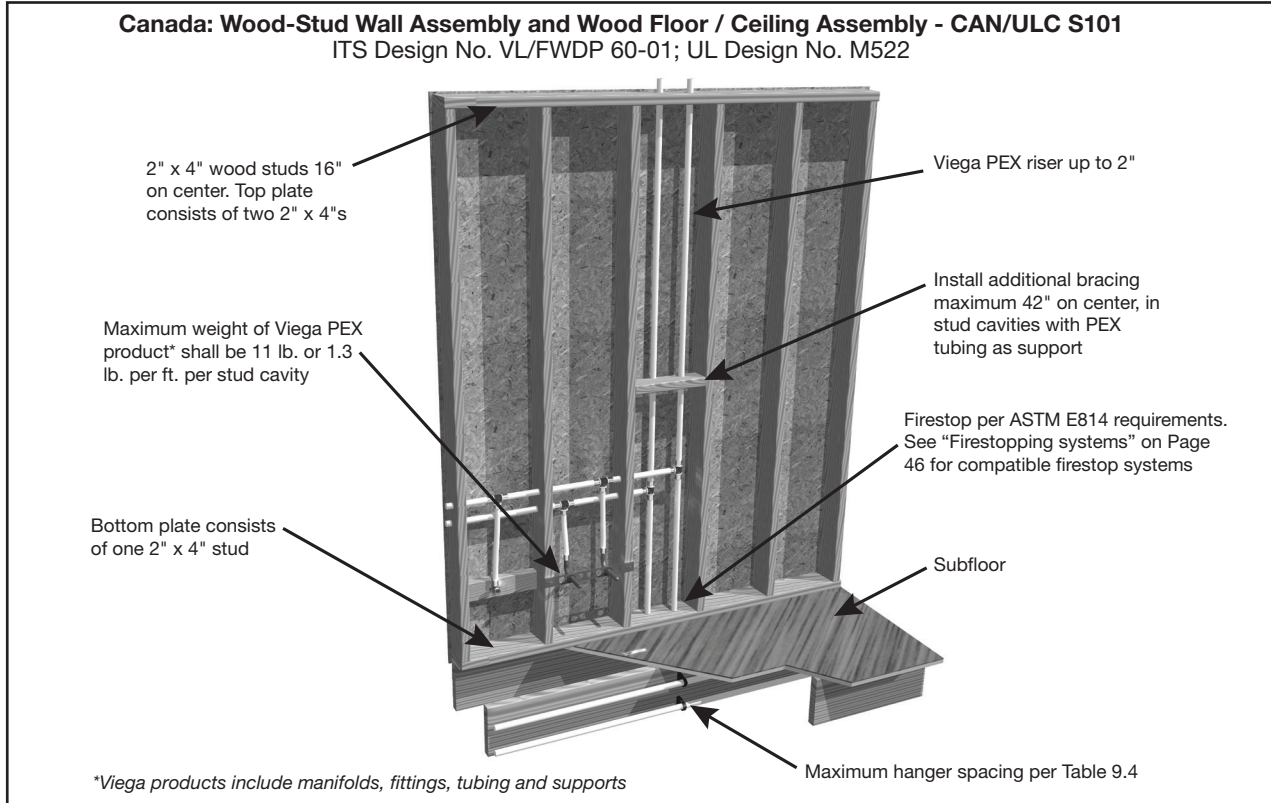 Canada: Wood-Stud Wall Assembly and Wood Floor / Ceiling Assembly - CAN/ULC S101
ITS Design No. VL/FWDP 60-01; UL Design No. M522
2" x 4" wood studs 16"
on center. Top plate
consists of two 2" x 4"s
Viega PEX riser up to 2"
Install additional bracing
maximum 42" on center, in
stud cavities with PEX
tubing as support
Maximum weight of Viega PEX
product* shall be 11 lb. or 1.3
lb. per ft. per stud cavity
Firestop per ASTM E814 requirements.
See “Firestopping systems” on Page
46 for compatible firestop systems
Bottom plate consists
of one 2" x 4" stud
Subfloor
Maximum hanger spacing per Table 9.4
*Viega products include manifolds, fittings, tubing and supports